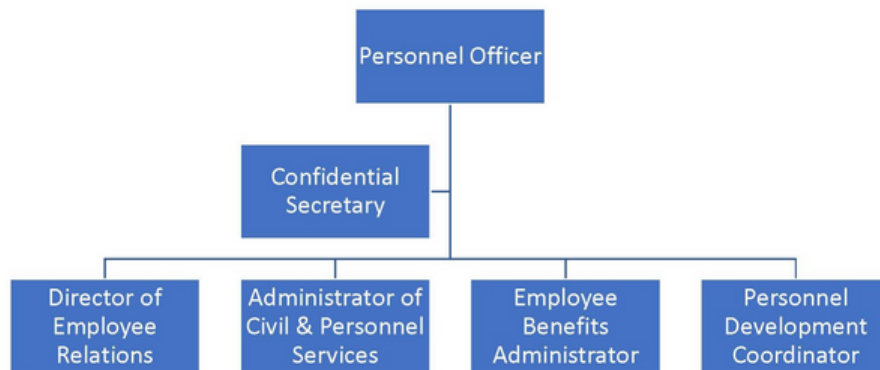 Personnel Officer
Confidential
Secretary
Director of
Employee
Relations
Administrator of
Civil & Personnel
Services
Employee
Benefits
Administrator
Personnel
Development
Coordinator